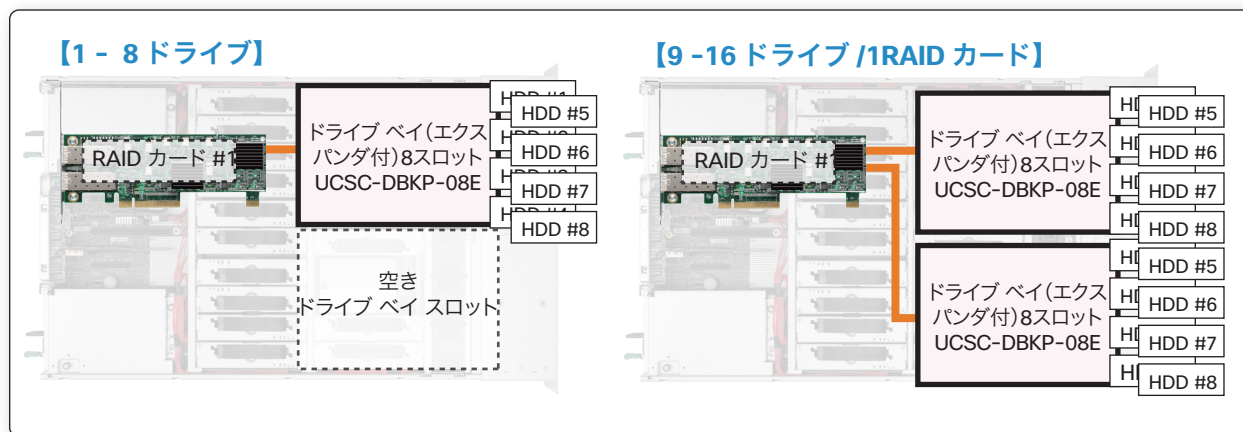 【1 - 8 ドライブ】
RAID カード #1
ドライブ ベイ（エクス
パンダ付）8スロット
UCSC-DBKP-08E
HDD #5
HDD #6
HDD #7
HDD #8
空き
ドライブ ベイ スロット
【9 -16 ドライブ /1RAID カード】
RAID カード #1
ドライブ ベイ（エクス
パンダ付）8スロット
UCSC-DBKP-08E
HDD #5
HDD #6
HDD #7
HDD #8
ドライブ ベイ（エクス
パンダ付）8スロット
UCSC-DBKP-08E
HDD #5
HDD #6
HDD #7
HDD #8